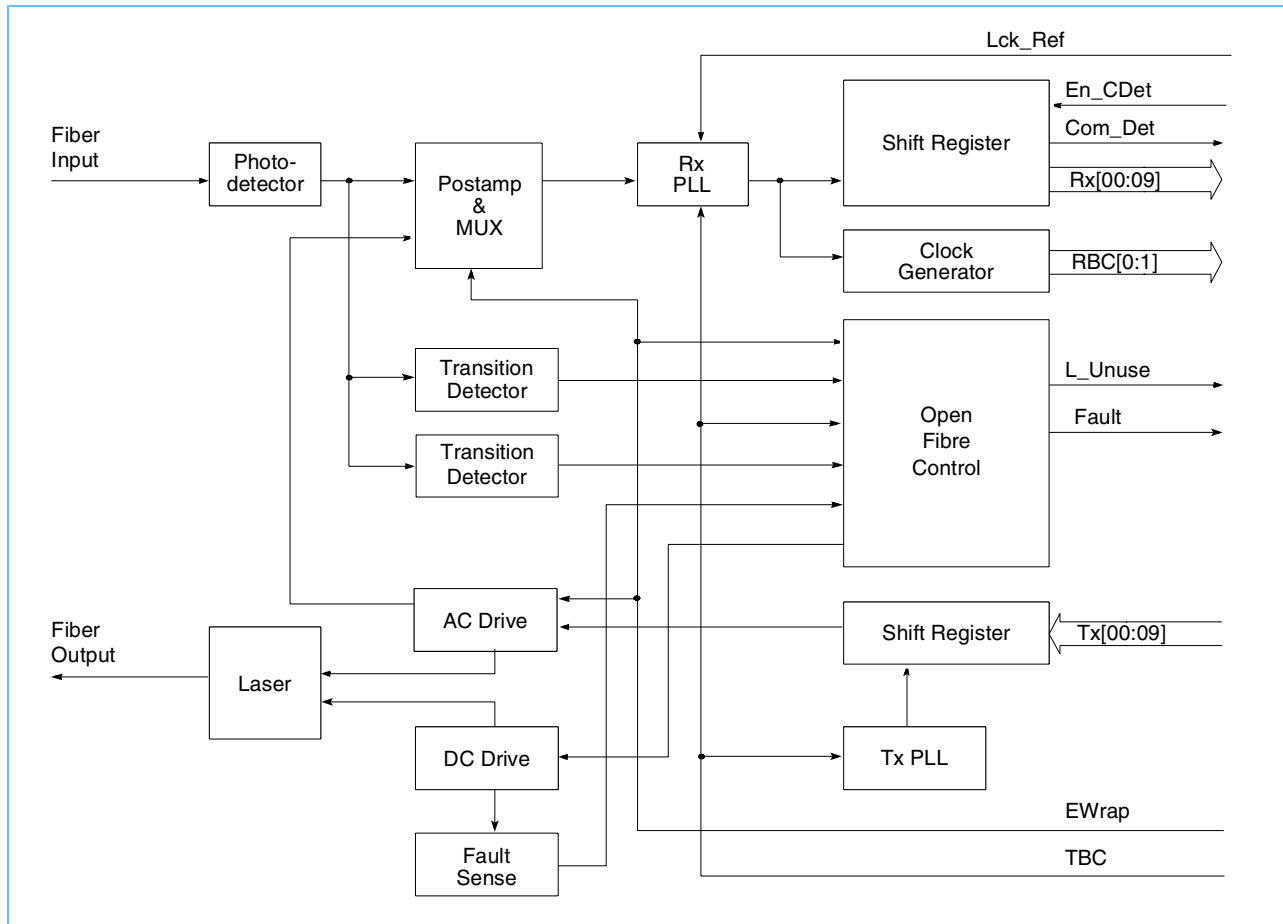 Lck_Ref
En_CDet
Com_Det
Rx[00:09]
Fiber
Input
Photo-
detector
Postamp
&
MUX
Rx
PLL
Shift Register
Clock
Generator
RBC[0:1]
Transition
Detector
Transition
Detector
Open
Fibre
Control
L_Unuse
Fault
Fiber
Output
Laser
AC Drive
Shift Register
Tx[00:09]
DC Drive
Tx PLL
Fault
Sense
EWrap
TBC